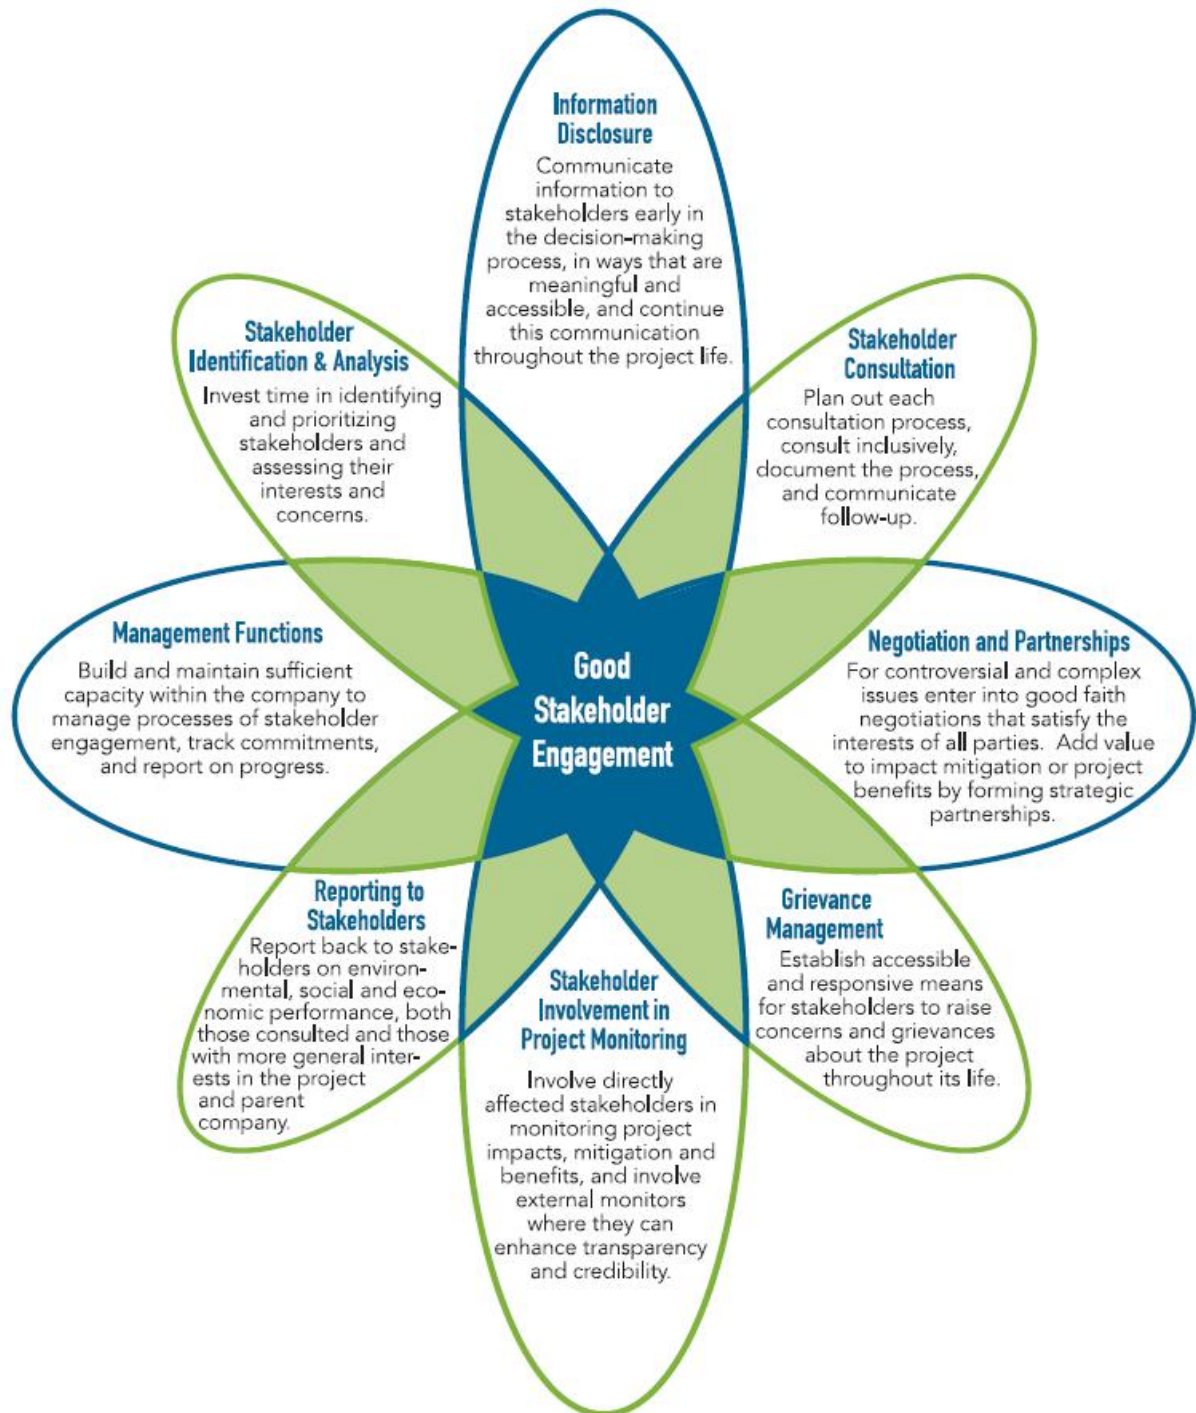 Information
Disclosure
Communicate
information to
stakeholders early in
the decision-making
process, in ways that are
meaningful and
accessible, and continue
this communication
throughout the project life.
Stakeholder
Identification & Analysis
Invest time in identifying
and prioritizing
stakeholders and
assessing their
interests and
concerns.
Stakeholder
Consultation
Plan out each
consultation process,
consult inclusively,
document the process,
and communicate
follow-up.
Management Functions
Build and maintain sufficient
capacity within the company to
manage processes of stakeholder
engagement, track commitments,
and report on progress.
Good
Stakeholder
Engagement
Negotiation and Partnerships
For controversial and complex
issues enter into good faith
negotiations that satisfy the
interests of all parties. Add value
to impact mitigation or project
benefits by forming strategic
partnerships.
Reporting to
Stakeholders
Report back to stake-
holders on environ-
mental, social and eco-
nomic performance, both
those consulted and those
with more general inter-
ests in the project
and parent
company.
Stakeholder
Involvement in
Project Monitoring
Involve directly
affected stakeholders in
monitoring project
impacts, mitigation and
benefits, and involve
external monitors
where they can
enhance transparency
and credibility.
Grievance
Management
Establish accessible
and responsive means
for stakeholders to raise
concerns and grievances
about the project
throughout its life.